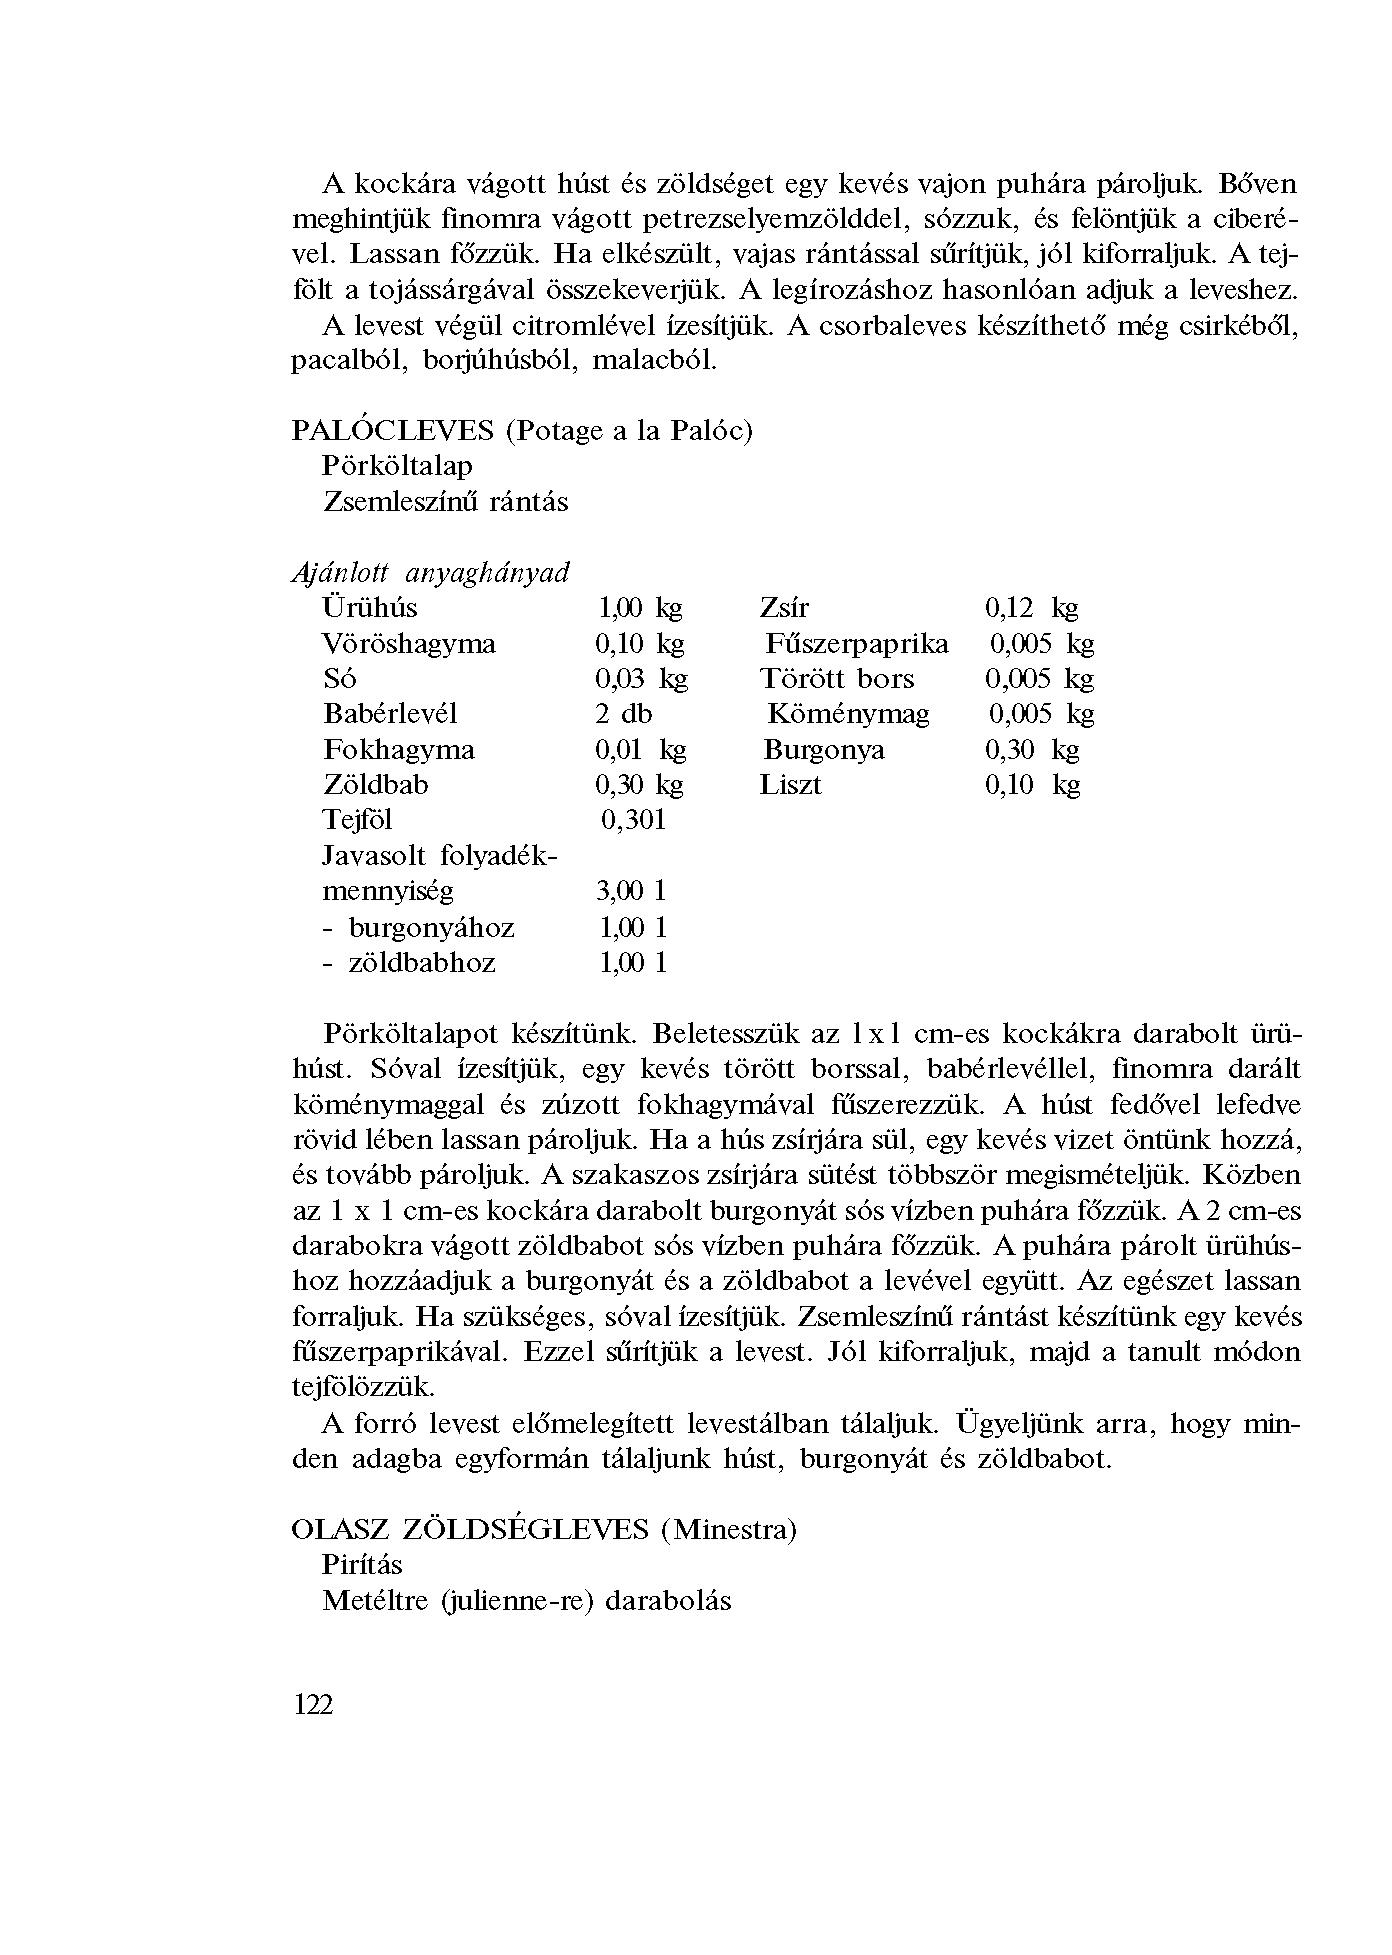 A kockára vágott húst és zöldséget egy kevés vajon puhára pároljuk. Bőven
meghintjük finomra vágott petrezselyemzölddel, sózzuk, és felöntjük a ciberé-
vel. Lassan főzzük. Ha elkészült, vajas rántással sűrítjük, jól kiforraljuk. A tej-
fölt a tojássárgával összekeverjük. A legírozáshoz hasonlóan adjuk a leveshez.
A levest végül citromlével ízesítjük. A csorbaleves készíthető még csirkéből,
pacalból, borjúhúsból, malacból.
PALÓCLEVES (Potage a la Palóc)
Pörköltalap
Zsemleszínű rántás
Ajánlott anyaghányad
Ürühús 1,00 kg Zsír 0,12 kg
Vöröshagyma 0,10 kg Fűszerpaprika 0,005 kg
Só 0,03 kg Törött bors 0,005 kg
Babérlevél 2 db Köménymag 0,005 kg
Fokhagyma 0,01 kg Burgonya 0,30 kg
Zöldbab 0,30 kg Liszt 0,10 kg
Tejföl 0,301
Javasolt folyadék-
mennyiség 3,00 1
- burgonyához 1,00 1
- zöldbabhoz 1,00 1
Pörköltalapot készítünk. Beletesszük az l x l cm-es kockákra darabolt ürü-
húst. Sóval ízesítjük, egy kevés törött borssal, babérlevéllel, finomra darált
köménymaggal és zúzott fokhagymával fűszerezzük. A húst fedővel lefedve
rövid lében lassan pároljuk. Ha a hús zsírjára sül, egy kevés vizet öntünk hozzá,
és tovább pároljuk. A szakaszos zsírjára sütést többször megismételjük. Közben
az 1 x 1 cm-es kockára darabolt burgonyát sós vízben puhára főzzük. A 2 cm-es
darabokra vágott zöldbabot sós vízben puhára főzzük. A puhára párolt ürühús-
hoz hozzáadjuk a burgonyát és a zöldbabot a levével együtt. Az egészet lassan
forraljuk. Ha szükséges, sóval ízesítjük. Zsemleszínű rántást készítünk egy kevés
fűszerpaprikával. Ezzel sűrítjük a levest. Jól kiforraljuk, majd a tanult módon
tejfölözzük.
A forró levest előmelegített levestálban tálaljuk. Ügyeljünk arra, hogy min-
den adagba egyformán tálaljunk húst, burgonyát és zöldbabot.
OLASZ ZÖLDSÉGLEVES (Minestra)
Pirítás
Metéltre (julienne-re) darabolás
122